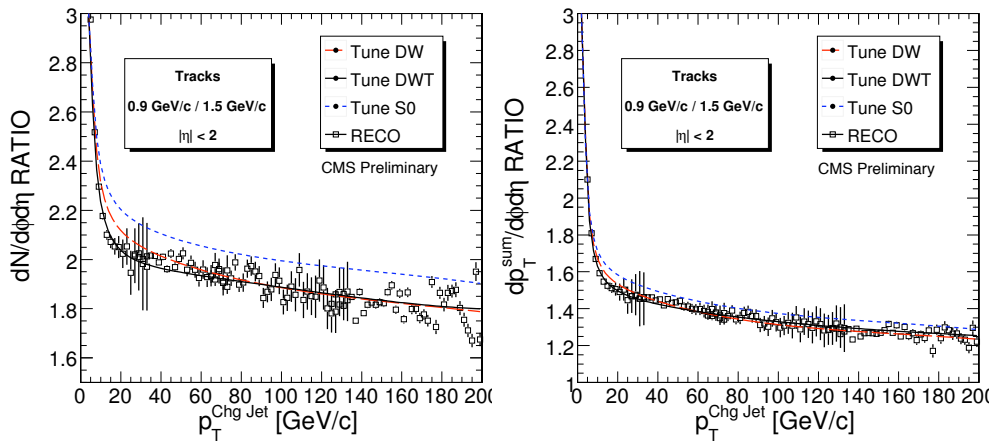 dN/dφdη RATIO
3
2.8
2.6
2.4
2.2
2
1.8
1.6
Tracks
0.9 GeV/c / 1.5 GeV/c
|η| < 2
Tune DW
Tune DWT
Tune S0
RECO
CMS Preliminary
0 20 40 60 80 100 120 140 160 180 200
p_T^Chg Jet [GeV/c]
dp_T^sum/dφdη RATIO
3
2.8
2.6
2.4
2.2
2
1.8
1.6
1.4
1.2
1
Tracks
0.9 GeV/c / 1.5 GeV/c
|η| < 2
Tune DW
Tune DWT
Tune S0
RECO
CMS Preliminary
0 20 40 60 80 100 120 140 160 180 200
p_T^Chg Jet [GeV/c]